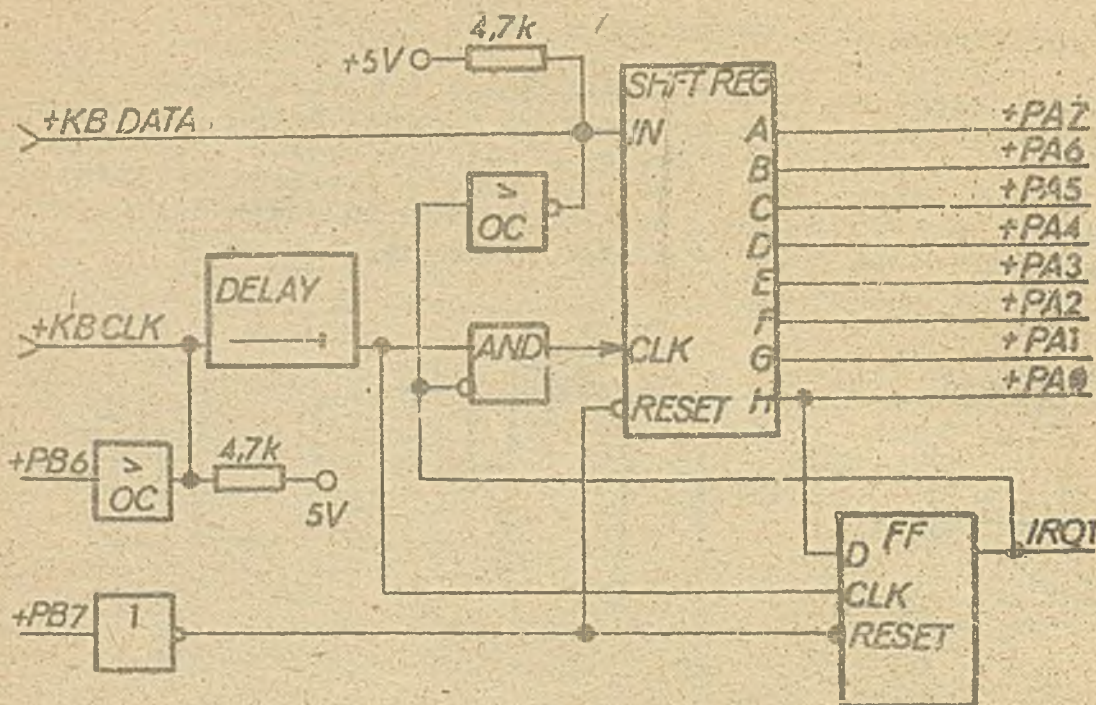 4,7k
+5V
SHFT REG
+KB DATA
IN
A
+PA7
B
+PA6
≥
OC
C
+PA5
D
+PA4
DELAY
E
+PA3
+KB CLK
F
+PA2
AND
CLK
G
+PA1
RESET
H
+PA0
+PB6
≥
OC
4,7k
5V
FF
IRQ1
D
CLK
+PB7
1
RESET